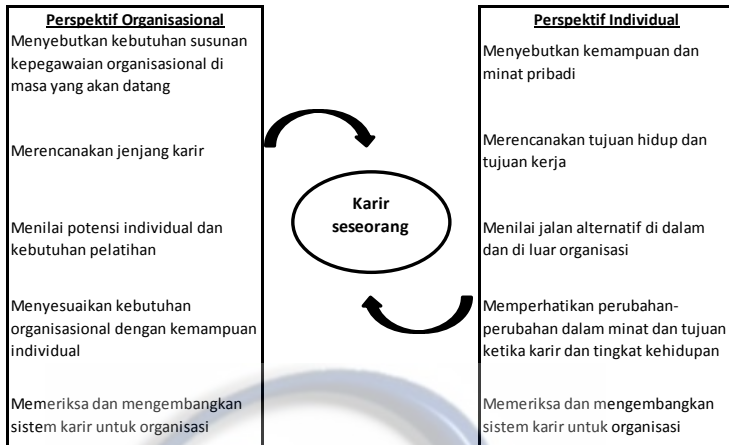 Perspektif Organisasional
Menyebutkan kebutuhan susunan
kepegawaian organisasional di
masa yang akan datang
Merencanakan jenjang karir
Menilai potensi individual dan
kebutuhan pelatihan
Menyesuaikan kebutuhan
organisasional dengan kemampuan
individual
Memeriksa dan mengembangkan
sistem karir untuk organisasi
Karir
seseorang
Perspektif Individual
Menyebutkan kemampuan dan
minat pribadi
Merencanakan tujuan hidup dan
tujuan kerja
Menilai jalan alternatif di dalam
dan di luar organisasi
Memperhatikan perubahan-
perubahan dalam minat dan tujuan
ketika karir dan tingkat kehidupan
Memeriksa dan mengembangkan
sistem karir untuk organisasi